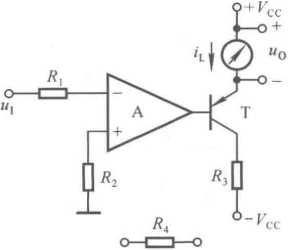 +V_CC
+
i_L
u_O
R_1
−
−
u_I
A
T
+
R_2
R_3
R_4
−V_CC